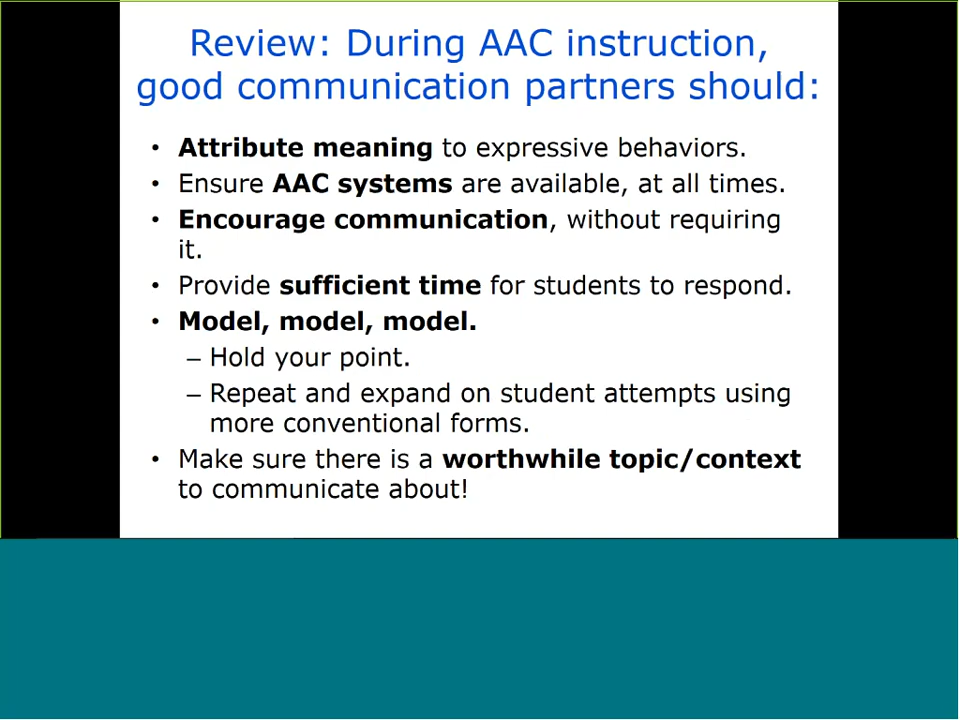 Review: During AAC instruction,
good communication partners should:
• Attribute meaning to expressive behaviors.
• Ensure AAC systems are available, at all times.
• Encourage communication, without requiring
it.
• Provide sufficient time for students to respond.
• Model, model, model.
– Hold your point.
– Repeat and expand on student attempts using
more conventional forms.
• Make sure there is a worthwhile topic/context
to communicate about!